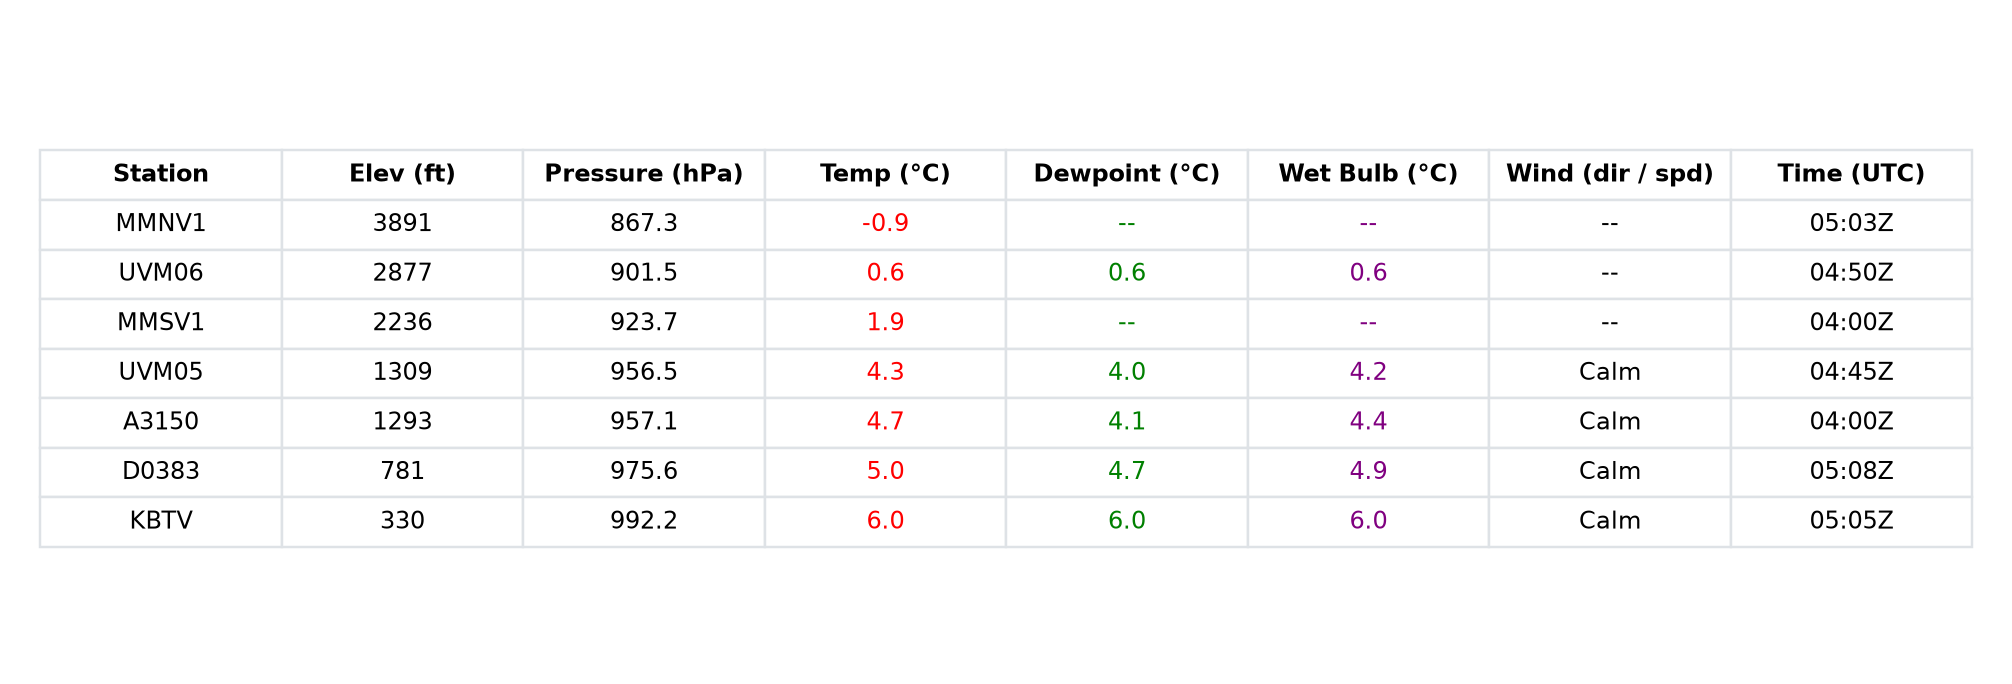 Station Elev (ft) Pressure (hPa) Temp (°C) Dewpoint (°C) Wet Bulb (°C) Wind (dir / spd) Time (UTC)
MMNV1 3891 867.3 -0.9 -- -- -- 05:03Z
UVM06 2877 901.5 0.6 0.6 0.6 -- 04:50Z
MMSV1 2236 923.7 1.9 -- -- -- 04:00Z
UVM05 1309 956.5 4.3 4.0 4.2 Calm 04:45Z
A3150 1293 957.1 4.7 4.1 4.4 Calm 04:00Z
D0383 781 975.6 5.0 4.7 4.9 Calm 05:08Z
KBTV 330 992.2 6.0 6.0 6.0 Calm 05:05Z